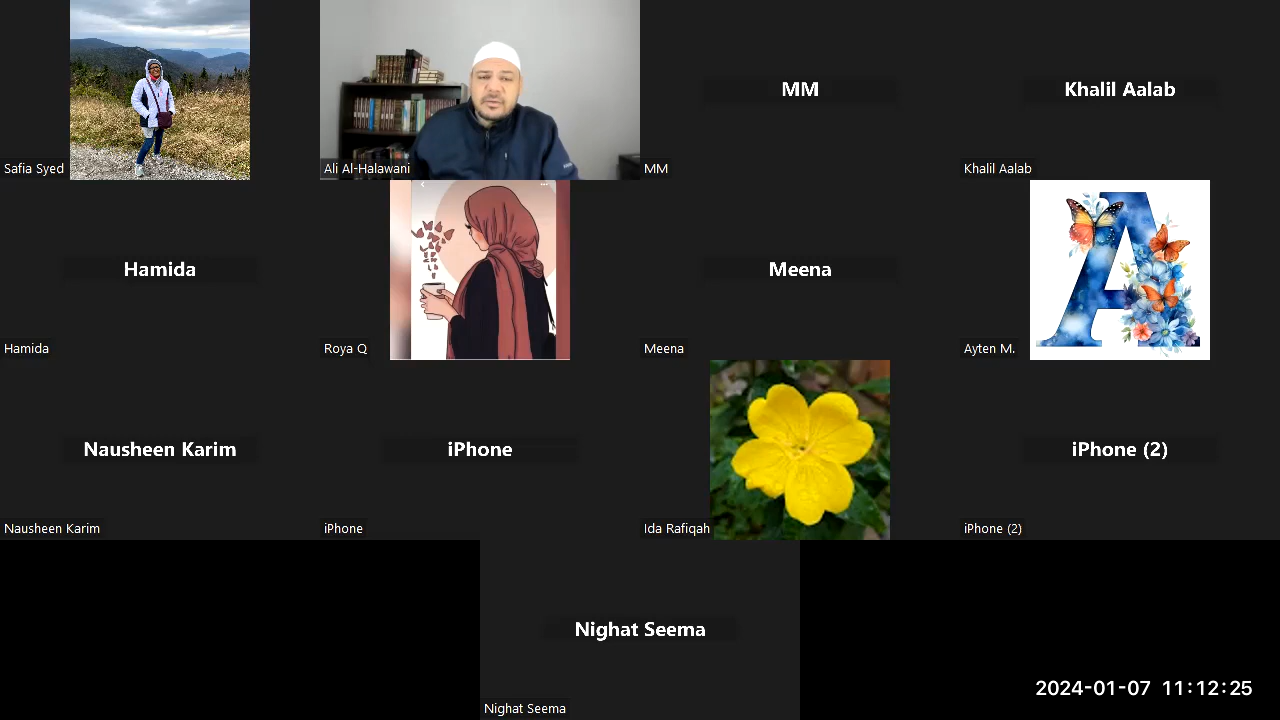 MM
Khalil Aalab
Safia Syed
Ali Al-Halawani
MM
Khalil Aalab
Hamida
Meena
Hamida
Roya Q
Meena
Ayten M.
A
Nausheen Karim
iPhone
iPhone (2)
Nausheen Karim
iPhone
Ida Rafiqah
iPhone (2)
Nighat Seema
Nighat Seema
2024-01-07 11:12:25